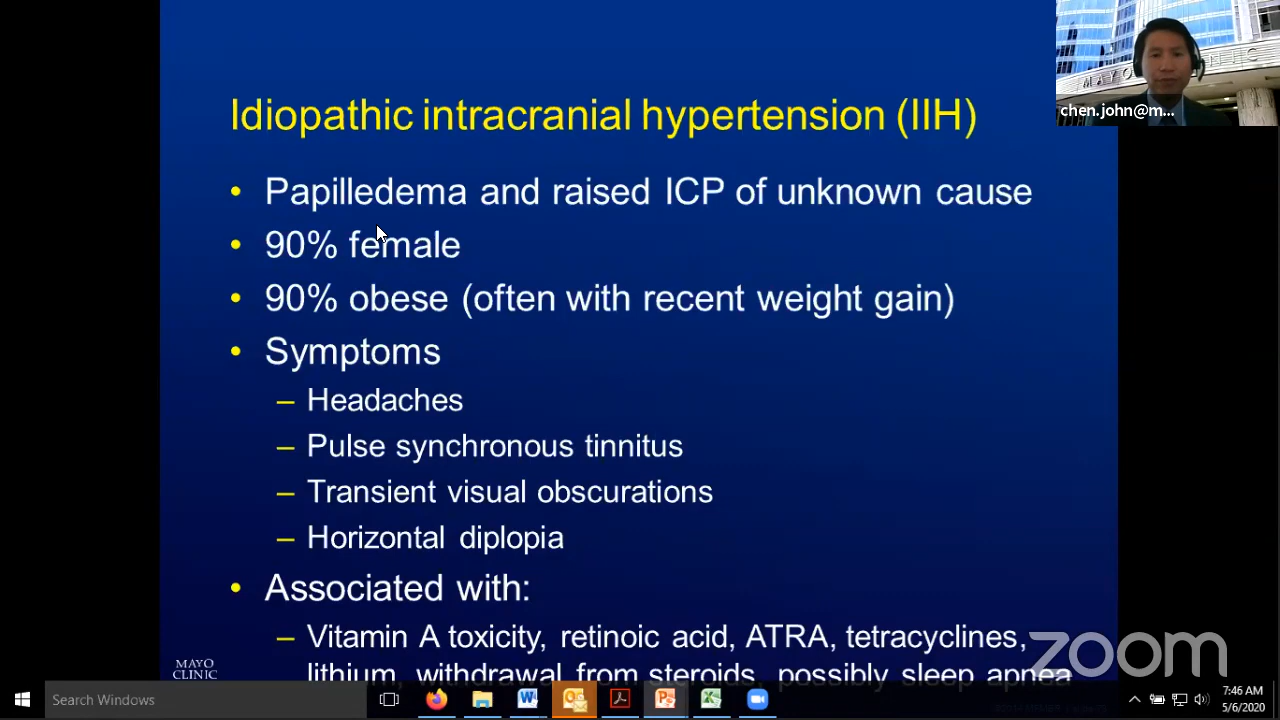 Idiopathic intracranial hypertension (IIH)
• Papilledema and raised ICP of unknown cause
• 90% female
• 90% obese (often with recent weight gain)
• Symptoms
– Headaches
– Pulse synchronous tinnitus
– Transient visual obscurations
– Horizontal diplopia
• Associated with:
– Vitamin A toxicity, retinoic acid, ATRA, tetracyclines,
lithium, withdrawal from steroids, possibly sleep apnea
MAYO
CLINIC
chen.john@m...
zoom
Search Windows
7:46 AM
5/6/2020